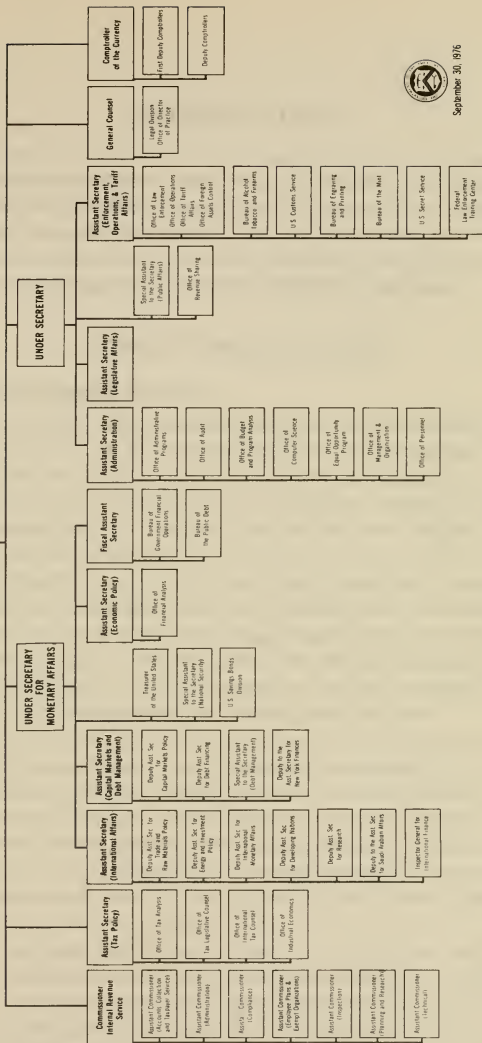 UNDER SECRETARY
FOR
MONETARY AFFAIRS
UNDER SECRETARY
Commissioner
Internal Revenue
Service
Assistant Commissioner
(Accounts Collection
and Taxpayer Service)
Assistant Commissioner
(Administration)
Assistant Commissioner
(Compliance)
Assistant Commissioner
(Employee Plans &
Exempt Organizations)
Assistant Commissioner
(Inspection)
Assistant Commissioner
(Planning and Research)
Assistant Commissioner
(Technical)
Assistant Secretary
(Tax Policy)
Office of Tax Analysis
Office of
Tax Legislative Counsel
Office of
International
Tax Counsel
Office of
Industrial Economics
Assistant Secretary
(International Affairs)
Deputy Asst. Sec for
Trade and
Raw Materials Policy
Deputy Asst. Sec for
Energy and Investment
Policy
Deputy Asst. Sec for
International
Monetary Affairs
Deputy Asst. Sec
for Developing Nations
Deputy Asst. Sec
for Research
Deputy to the Asst. Sec
for Saudi Arabian Affairs
Inspector General for
International Finance
Assistant Secretary
(Capital Markets and
Debt Management)
Deputy Asst. Sec
for
Capital Markets Policy
Deputy Asst. Sec
for Debt Financing
Special Assistant
to the Secretary
(Debt Management)
Deputy to the
Asst. Secretary for
New York Finances
Treasurer
of the United States
Special Assistant
to the Secretary
(National Security)
U.S. Savings Bonds
Division
Assistant Secretary
(Economic Policy)
Office of
Financial Analysis
Fiscal Assistant
Secretary
Bureau of
Government Financial
Operations
Bureau of
the Public Debt
Assistant Secretary
(Administration)
Office of Administrative
Programs
Office of Audit
Office of Budget
and Program Analysis
Office of
Computer Science
Office of
Equal Opportunity
Program
Office of
Management &
Organization
Office of Personnel
Assistant Secretary
(Legislative Affairs)
Special Assistant
to the Secretary
(Public Affairs)
Office of
Revenue Sharing
Assistant Secretary
(Enforcement,
Operations, & Tariff
Affairs)
Office of Law
Enforcement
Office of Operations
Office of Tariff
Affairs
Office of Foreign
Assets Control
Bureau of Alcohol
Tobacco and Firearms
U.S. Customs Service
Bureau of Engraving
and Printing
Bureau of the Mint
U.S. Secret Service
Federal
Law Enforcement
Training Center
General Counsel
Legal Division
Office of Director
of Practice
Comptroller
of the Currency
First Deputy Comptrollers
Deputy Comptrollers
September 30, 1976